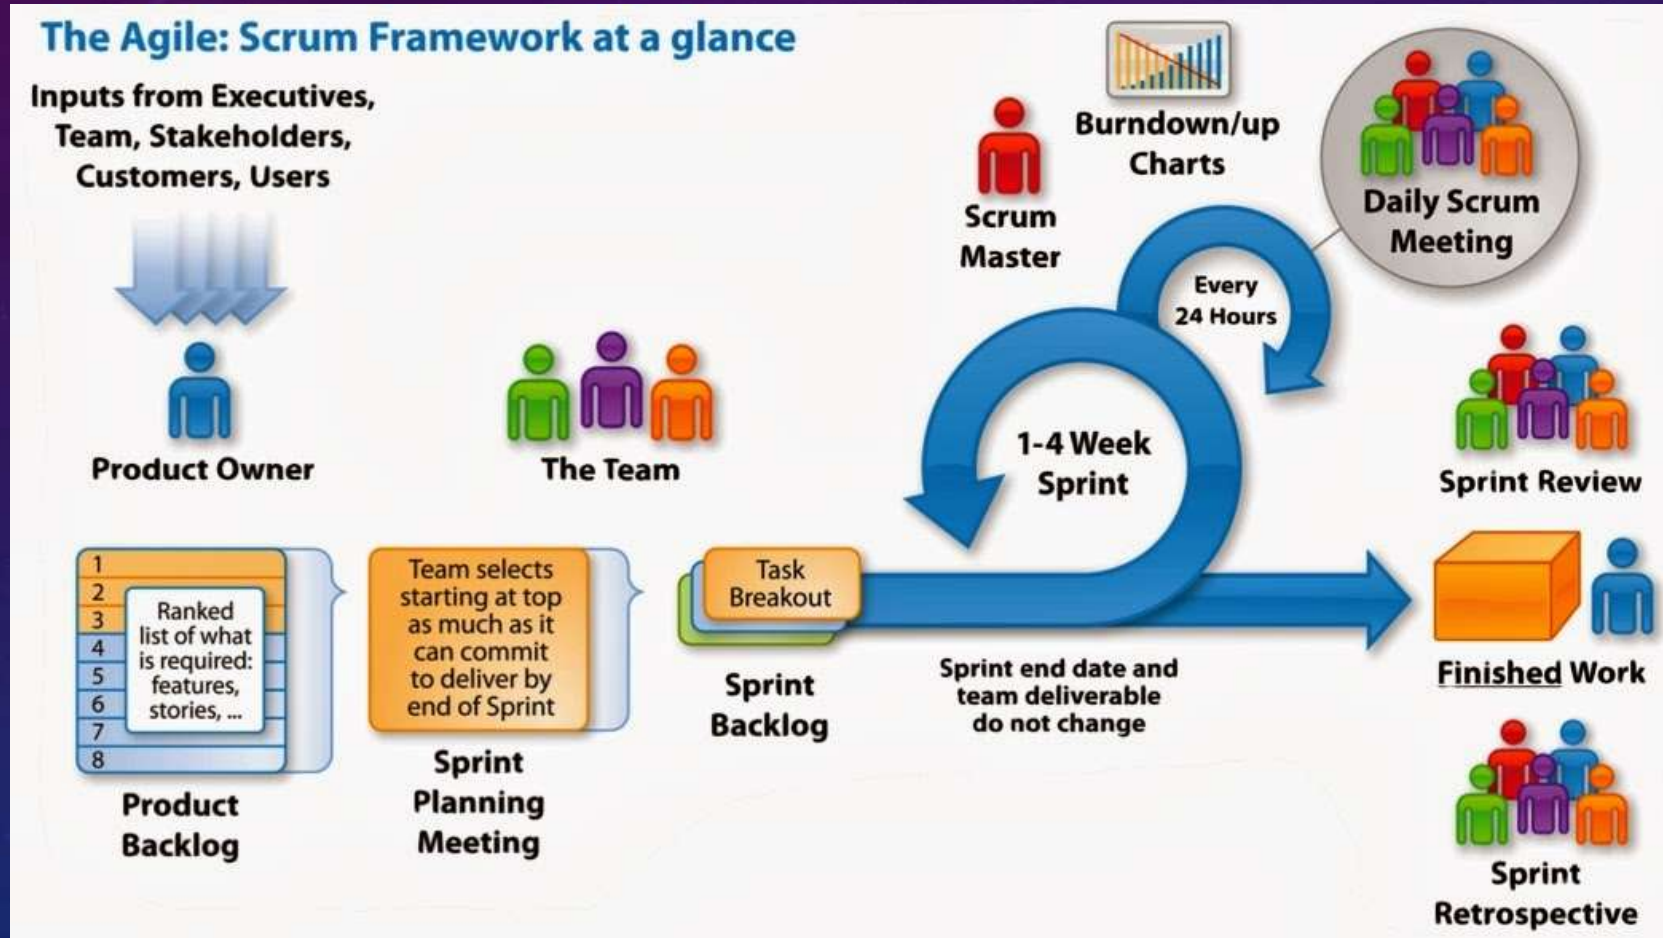 The Agile: Scrum Framework at a glance
Inputs from Executives,
Team, Stakeholders,
Customers, Users
Product Owner
The Team
Scrum
Master
Burndown/up
Charts
Daily Scrum
Meeting
Every
24 Hours
1-4 Week
Sprint
Sprint Review
1
2
3
4
5
6
7
8
Ranked
list of what
is required:
features,
stories, ...
Product
Backlog
Team selects
starting at top
as much as it
can commit
to deliver by
end of Sprint
Sprint
Planning
Meeting
Task
Breakout
Sprint
Backlog
Sprint end date and
team deliverable
do not change
Finished Work
Sprint
Retrospective